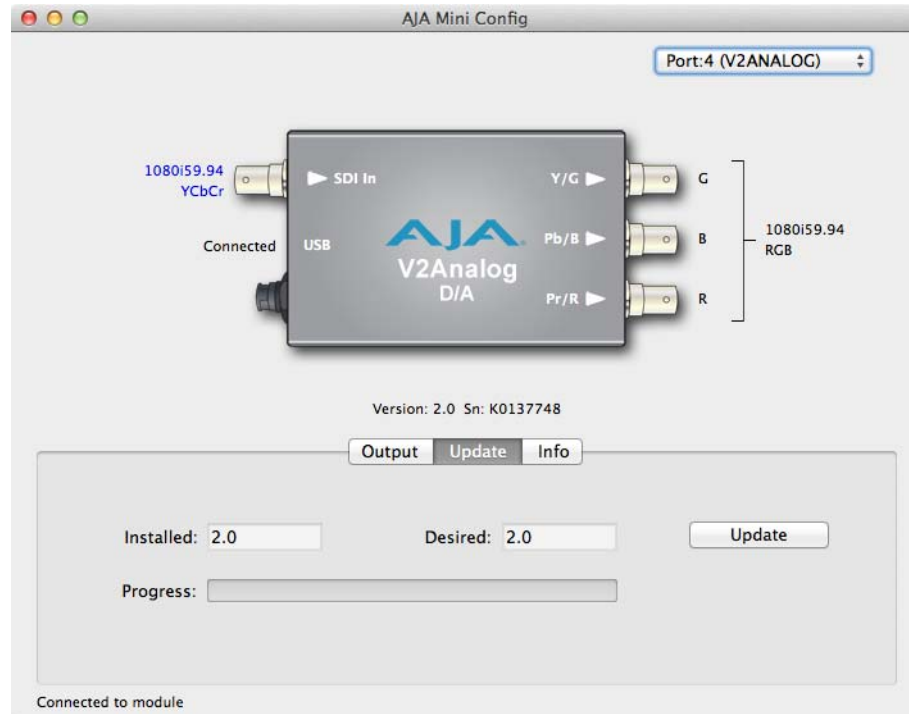 AJA Mini Config
Port:4 (V2ANALOG)
1080i59.94
YCbCr
SDI In
Y/G
G
Connected
USB
AJA
Pb/B
B
1080i59.94
RGB
V2Analog
D/A
Pr/R
R
Version: 2.0 Sn: K0137748
Output Update Info
Installed: 2.0 Desired: 2.0 Update
Progress:
Connected to module